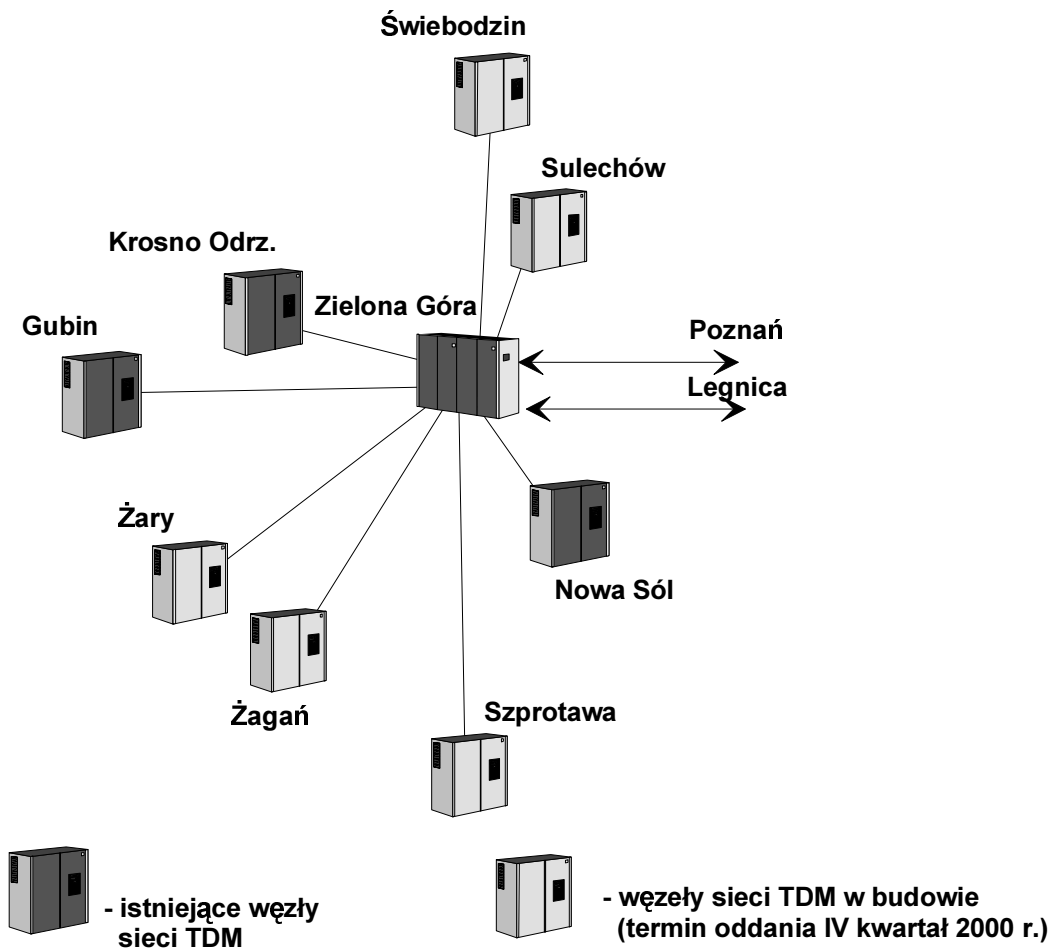 Świebodzin
Sulechów
Krosno Odrz.
Zielona Góra
Gubin
Poznań
Legnica
Żary
Nowa Sól
Żagań
Szprotawa
- istniejące węzły
sieci TDM
- węzeły sieci TDM w budowie
(termin oddania IV kwartał 2000 r.)